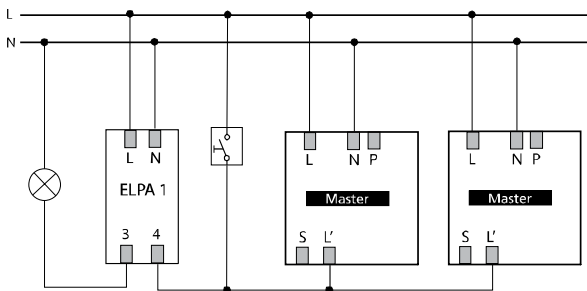 L
N
L N
ELPA 1
3 4
L N P
Master
S L’
L N P
Master
S L’